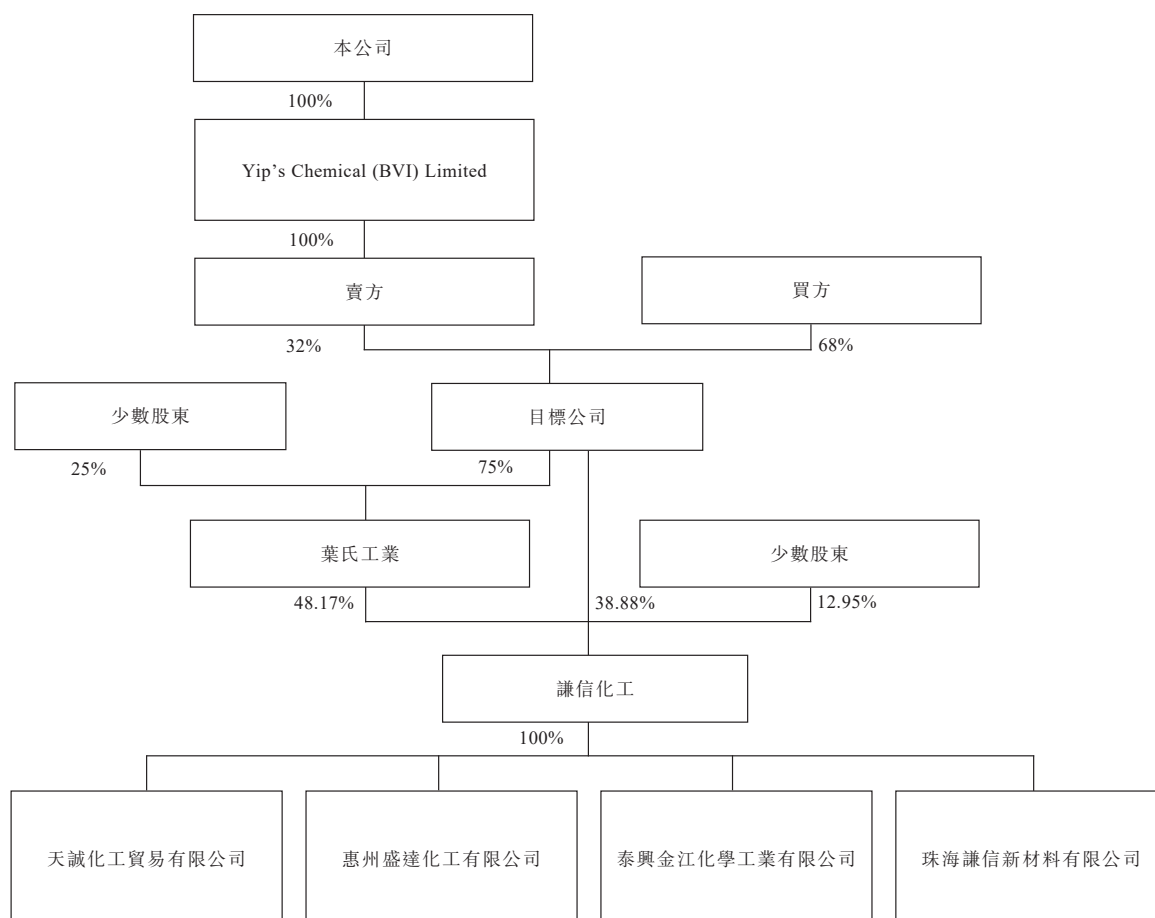 本公司
100%
Yip’s Chemical (BVI) Limited
100%
賣方
買方
32%
68%
少數股東
目標公司
25%
75%
葉氏工業
少數股東
48.17%
38.88%
12.95%
謙信化工
100%
天誠化工貿易有限公司
惠州盛達化工有限公司
泰興金江化學工業有限公司
珠海謙信新材料有限公司